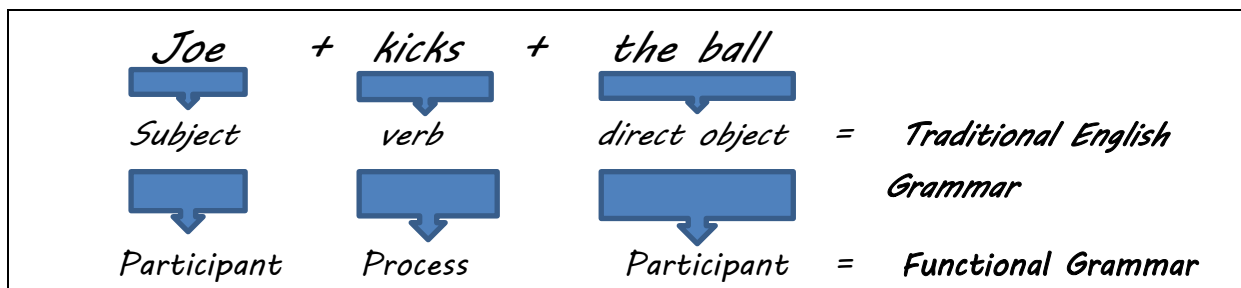 Joe + kicks + the ball
Subject verb direct object = Traditional English
Grammar
Participant Process Participant = Functional Grammar